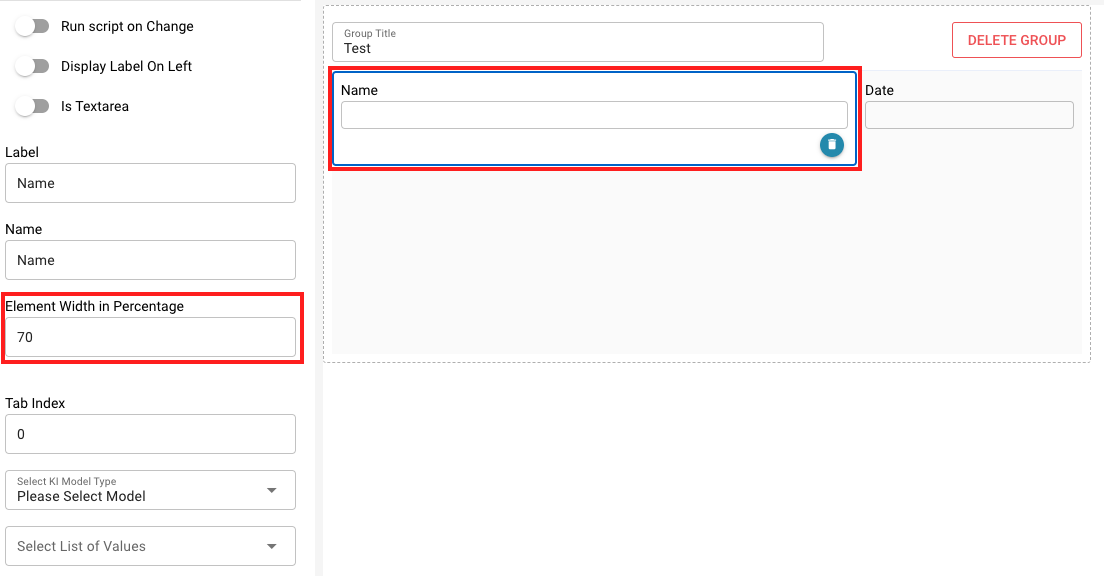 Run script on Change
Display Label On Left
Is Textarea
Label
Name
Name
Name
Element Width in Percentage
70
Tab Index
0
Select KI Model Type
Please Select Model
Select List of Values
Group Title
Test
DELETE GROUP
Name
Date